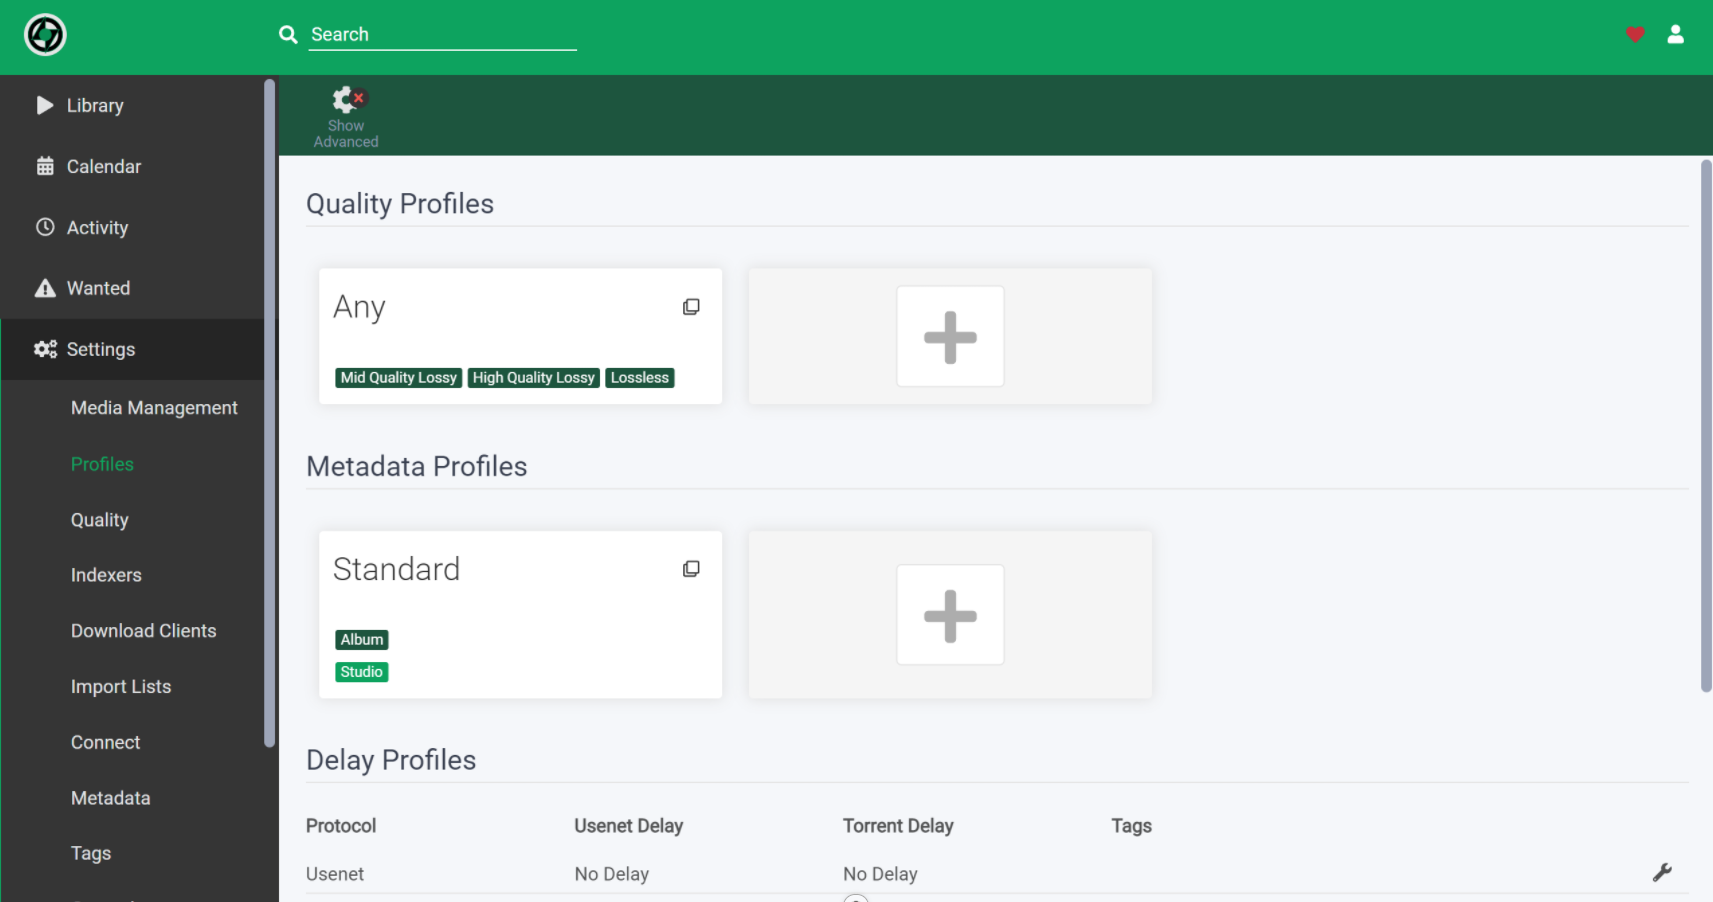 Search
Library
Calendar
Activity
Wanted
Settings
Media Management
Profiles
Quality
Indexers
Download Clients
Import Lists
Connect
Metadata
Tags
Show
Advanced
Quality Profiles
Any
Mid Quality Lossy High Quality Lossy Lossless
Metadata Profiles
Standard
Album
Studio
Delay Profiles
Protocol Usenet Delay Torrent Delay Tags
Usenet No Delay No Delay